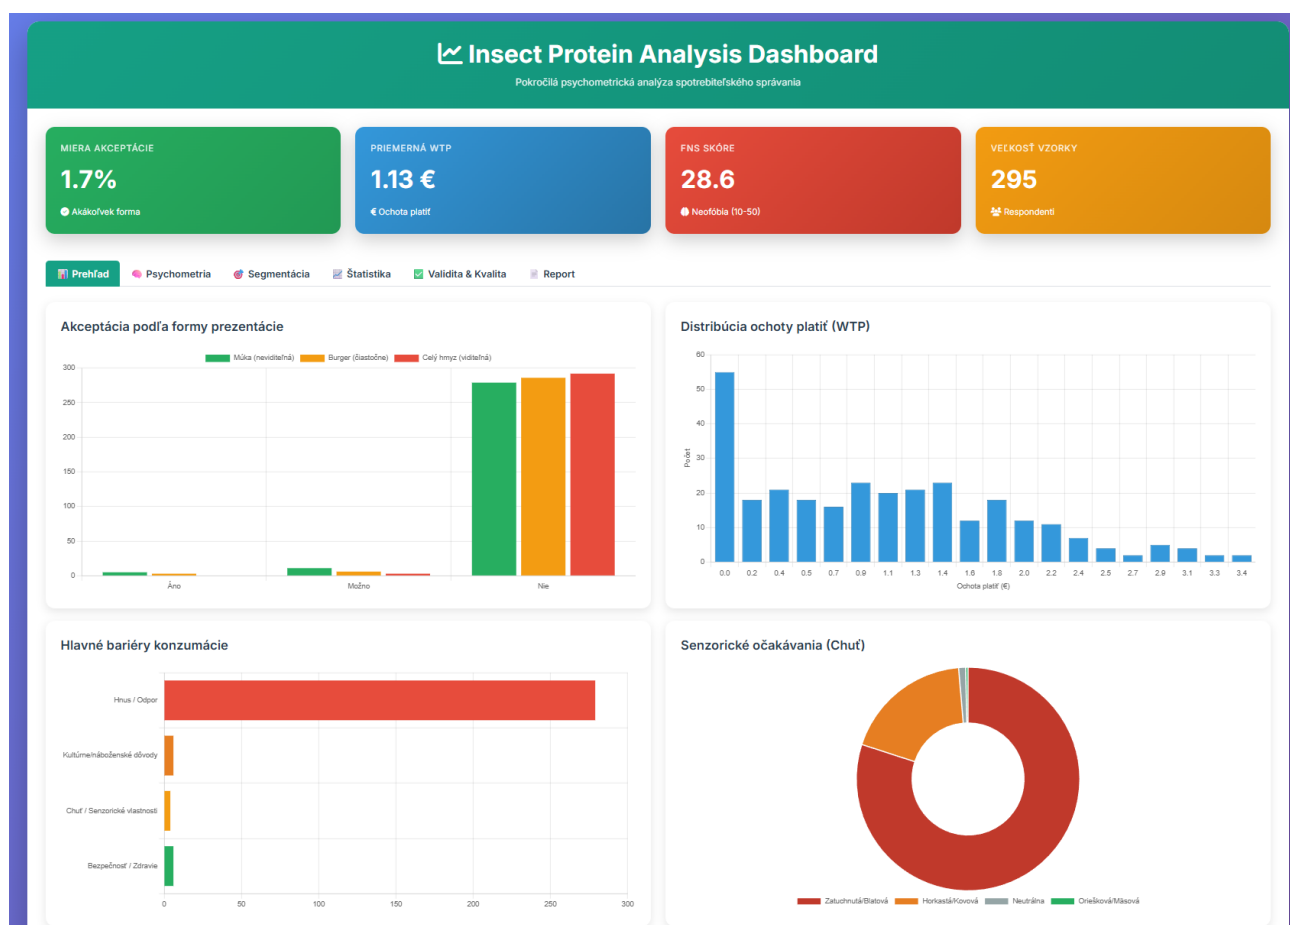 Insect Protein Analysis Dashboard
Pokročilá psychometrická analýza spotrebiteľského správania
MIERA AKCEPTÁCIE
1.7%
Akákoľvek forma
PRIEMERNÁ WTP
1.13 €
€ Ochota platiť
FNS SKÓRE
28.6
Neofóbia (10-50)
VEĽKOSŤ VZORKY
295
Respondenti
Prehľad
Psychometria
Segmentácia
Štatistika
Validita & Kvalita
Report
Akceptácia podľa formy prezentácie
Múka (neviditeľná)
Burger (čiastočne)
Celý hmyz (viditeľná)
300
250
200
150
100
50
0
Áno
Možno
Nie
Distribúcia ochoty platiť (WTP)
60
50
40
30
20
10
0
Počet
0.0 0.2 0.4 0.5 0.7 0.9 1.1 1.3 1.4 1.6 1.8 2.0 2.2 2.4 2.5 2.7 2.9 3.1 3.3 3.4
Ochota platiť (€)
Hlavné bariéry konzumácie
Hnus / Odpor
Kultúrne/náboženské dôvody
Chuť / Senzorické vlastnosti
Bezpečnosť / Zdravie
0 50 100 150 200 250 300
Senzorické očakávania (Chuť)
Zatuchnutá/Blatová
Horkastá/Kovová
Neutrálna
Oriešková/Mäsová